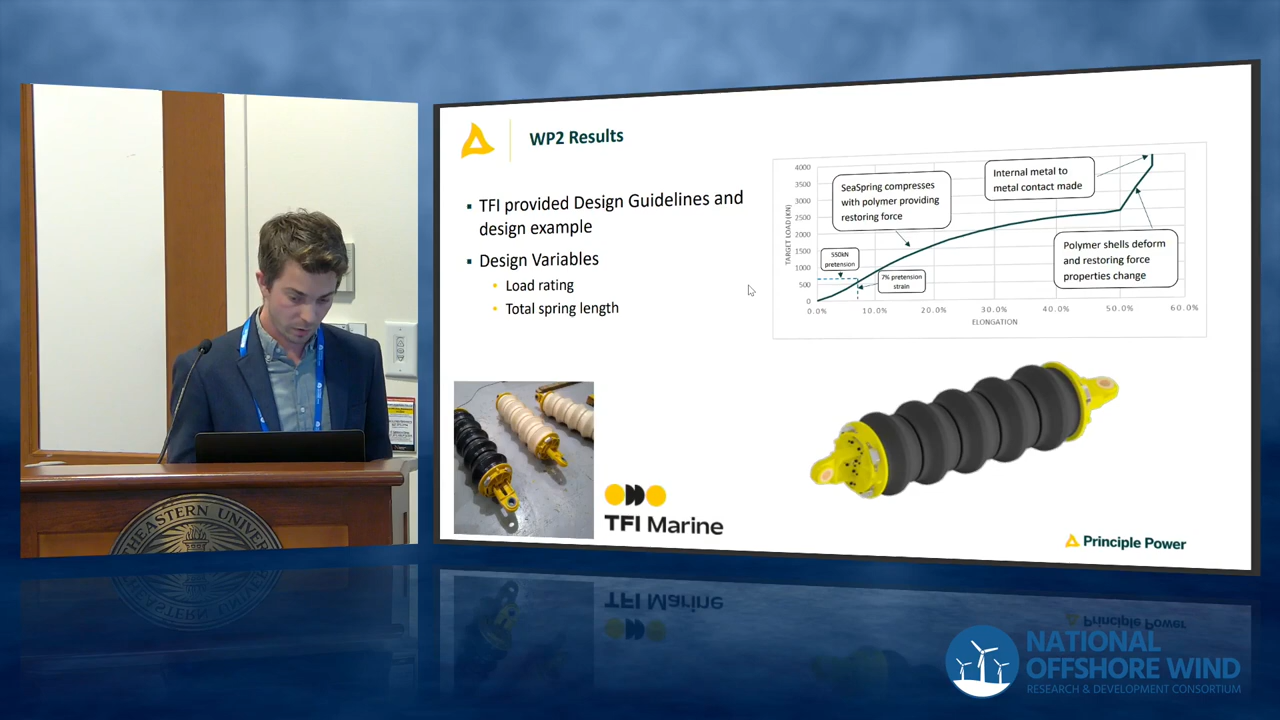 WP2 Results
▪ TFI provided Design Guidelines and
design example
▪ Design Variables
• Load rating
• Total spring length
TARGET LOAD (KN)
4000
3500
3000
2500
2000
1500
1000
500
0
0.0%
10.0%
20.0%
30.0%
40.0%
50.0%
60.0%
ELONGATION
SeaSpring compresses
with polymer providing
restoring force
Internal metal to
metal contact made
550kN
pretension
7% pretension
strain
Polymer shells deform
and restoring force
properties change
TFI Marine
Principle Power
HEASTERN UNIVE
NATIONAL
OFFSHORE WIND
RESEARCH & DEVELOPMENT CONSORTIUM